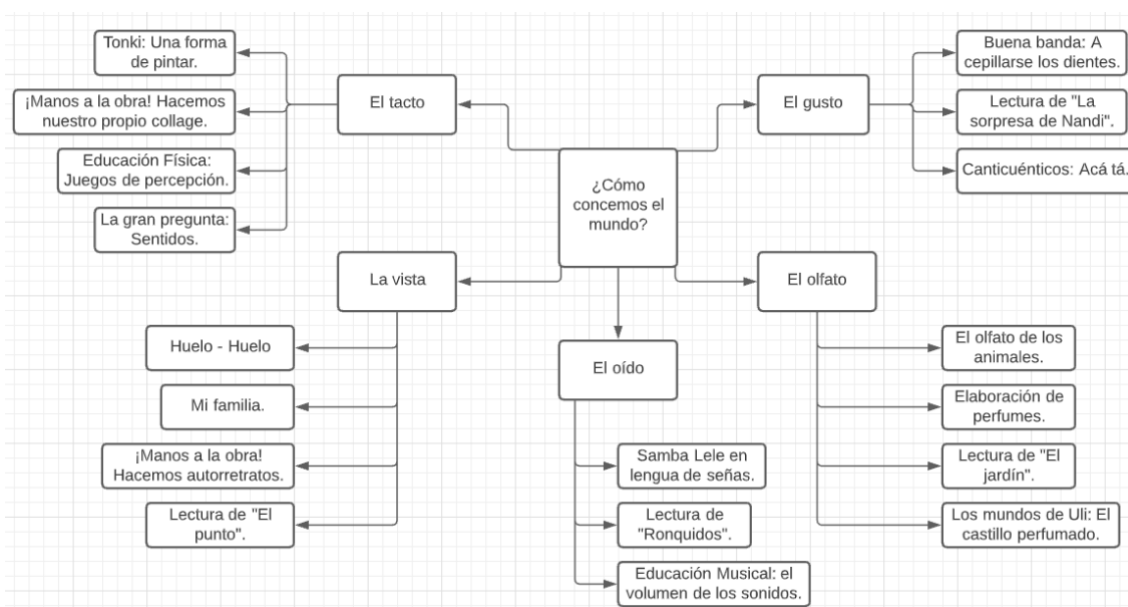 ¿Cómo
concemos el
mundo?
El tacto
Tonki: Una forma
de pintar.
¡Manos a la obra! Hacemos
nuestro propio collage.
Educación Física:
Juegos de percepción.
La gran pregunta:
Sentidos.
El gusto
Buena banda: A
cepillarse los dientes.
Lectura de "La
sorpresa de Nandi".
Canticuénticos: Acá tá.
La vista
Huelo - Huelo
Mi familia.
¡Manos a la obra!
Hacemos autorretratos.
Lectura de "El
punto".
El oído
Samba Lele en
lengua de señas.
Lectura de
"Ronquidos".
Educación Musical: el
volumen de los sonidos.
El olfato
El olfato de los
animales.
Elaboración de
perfumes.
Lectura de "El
jardín".
Los mundos de Uli: El
castillo perfumado.